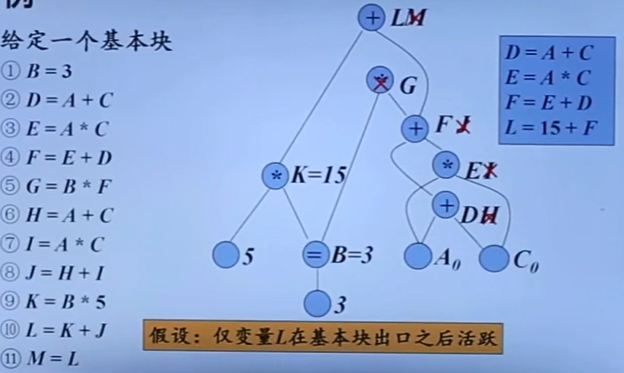 例
给定一个基本块
① B = 3
② D = A + C
③ E = A * C
④ F = E + D
⑤ G = B * F
⑥ H = A + C
⑦ I = A * C
⑧ J = H + I
⑨ K = B * 5
⑩ L = K + J
⑪ M = L
+ LM
* G
+ F J
* K=15
* E I
+ D H
5
= B=3
A₀
C₀
3
D = A + C
E = A * C
F = E + D
L = 15 + F
假设：仅变量L在基本块出口之后活跃